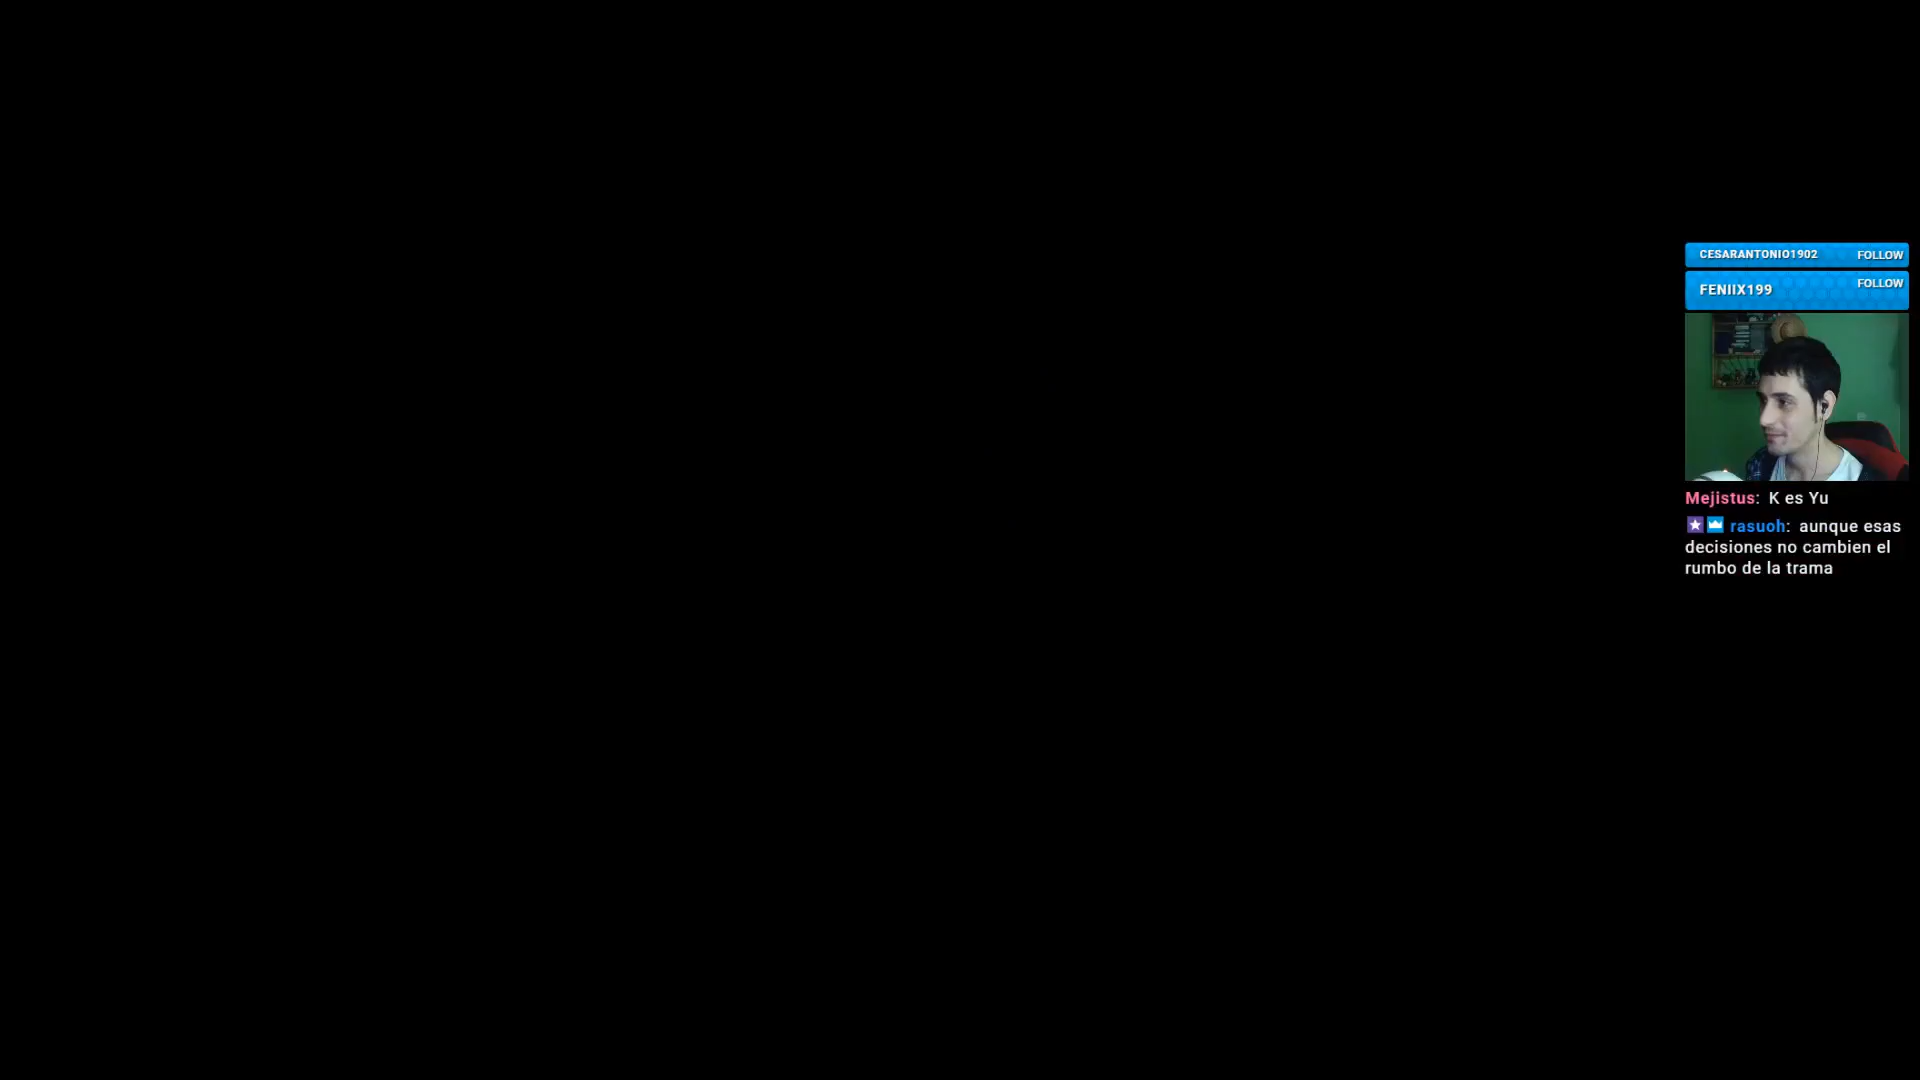 CESARANTONIO1902 FOLLOW
FENIIX199 FOLLOW
Mejistus: K es Yu
rasuoh: aunque esas
decisiones no cambien el
rumbo de la trama